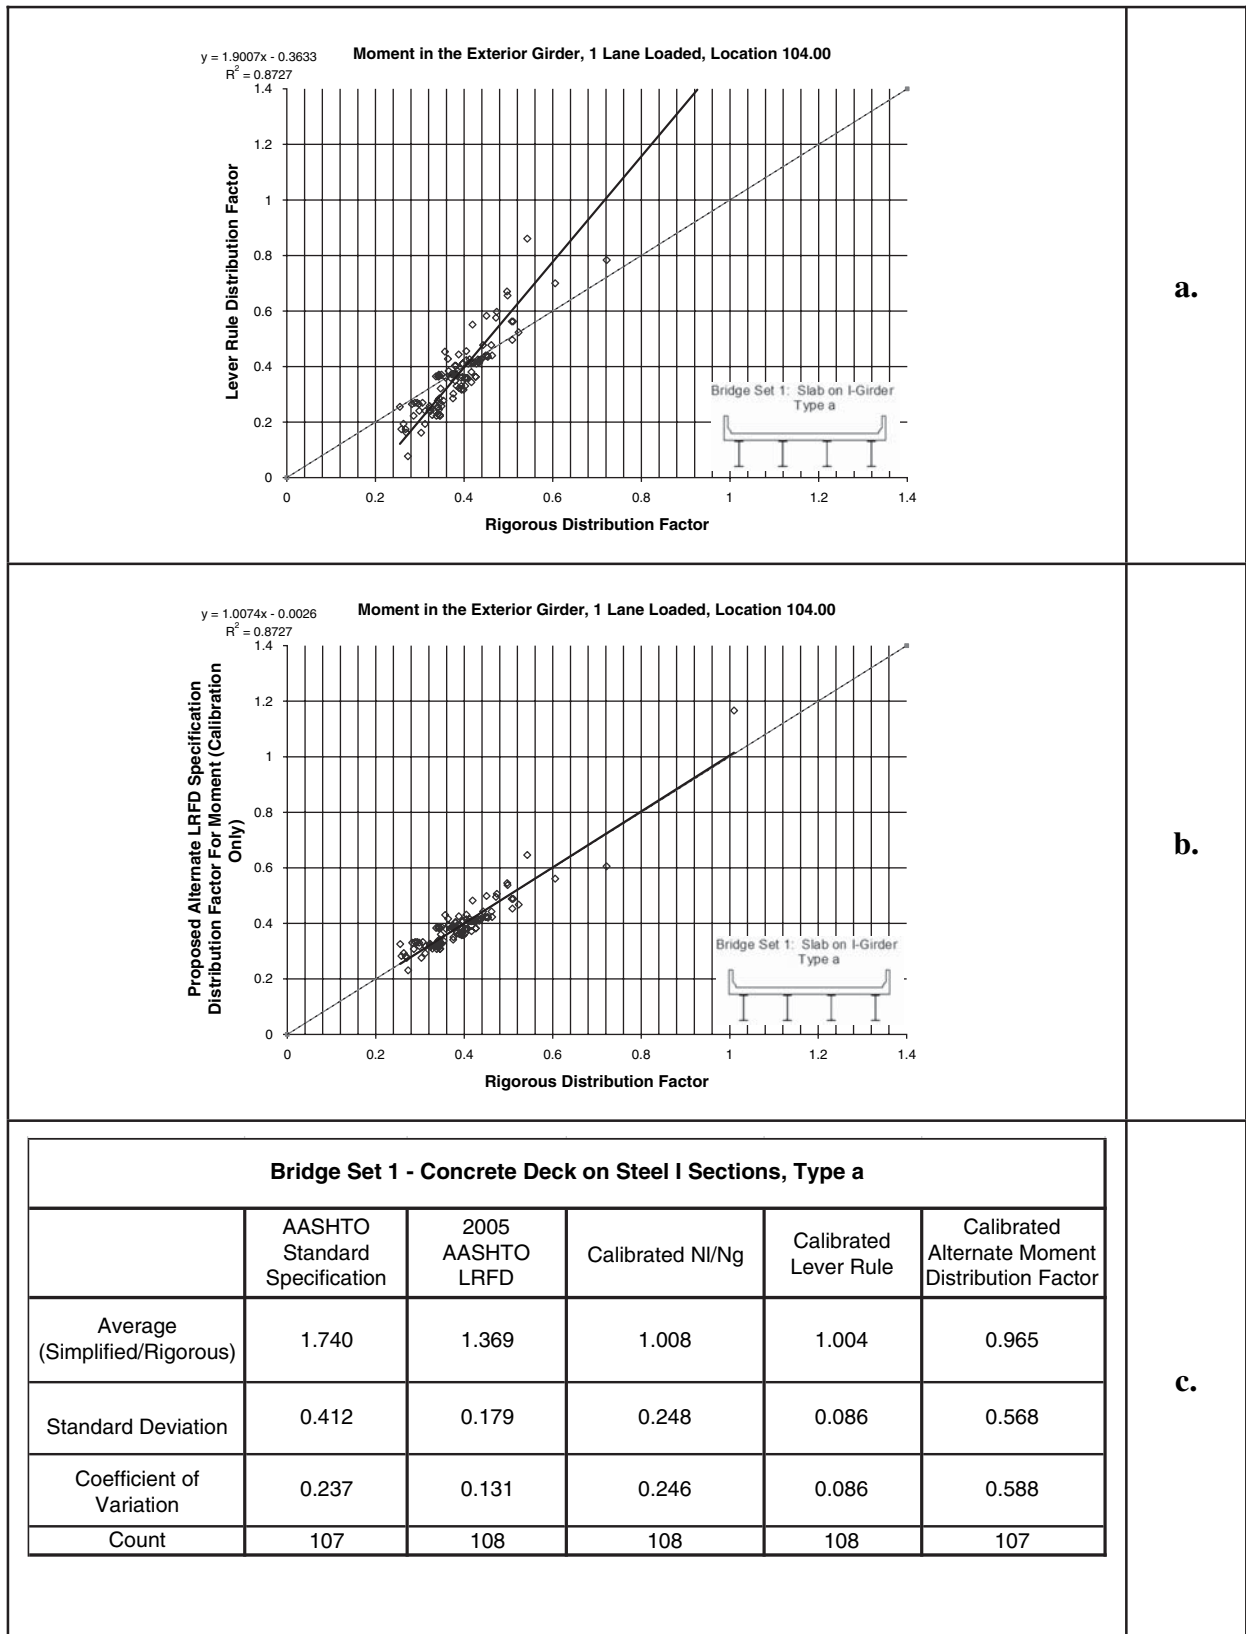 y = 1.9007x - 0.3633
R² = 0.8727
Moment in the Exterior Girder, 1 Lane Loaded, Location 104.00
Lever Rule Distribution Factor
1.4
1.2
1
0.8
0.6
0.4
0.2
0
Bridge Set 1: Slab on I-Girder
Type a
0 0.2 0.4 0.6 0.8 1 1.2 1.4
Rigorous Distribution Factor
a.
y = 1.0074x - 0.0026
R² = 0.8727
Moment in the Exterior Girder, 1 Lane Loaded, Location 104.00
Proposed Alternate LRFD Specification
Distribution Factor For Moment (Calibration
Only)
1.4
1.2
1
0.8
0.6
0.4
0.2
0
Bridge Set 1: Slab on I-Girder
Type a
0 0.2 0.4 0.6 0.8 1 1.2 1.4
Rigorous Distribution Factor
b.
Bridge Set 1 - Concrete Deck on Steel I Sections, Type a
AASHTO
Standard
Specification
2005
AASHTO
LRFD
Calibrated Nl/Ng
Calibrated
Lever Rule
Calibrated
Alternate Moment
Distribution Factor
Average
(Simplified/Rigorous)
1.740 1.369 1.008 1.004 0.965
Standard Deviation 0.412 0.179 0.248 0.086 0.568
Coefficient of
Variation
0.237 0.131 0.246 0.086 0.588
Count 107 108 108 108 107
c.